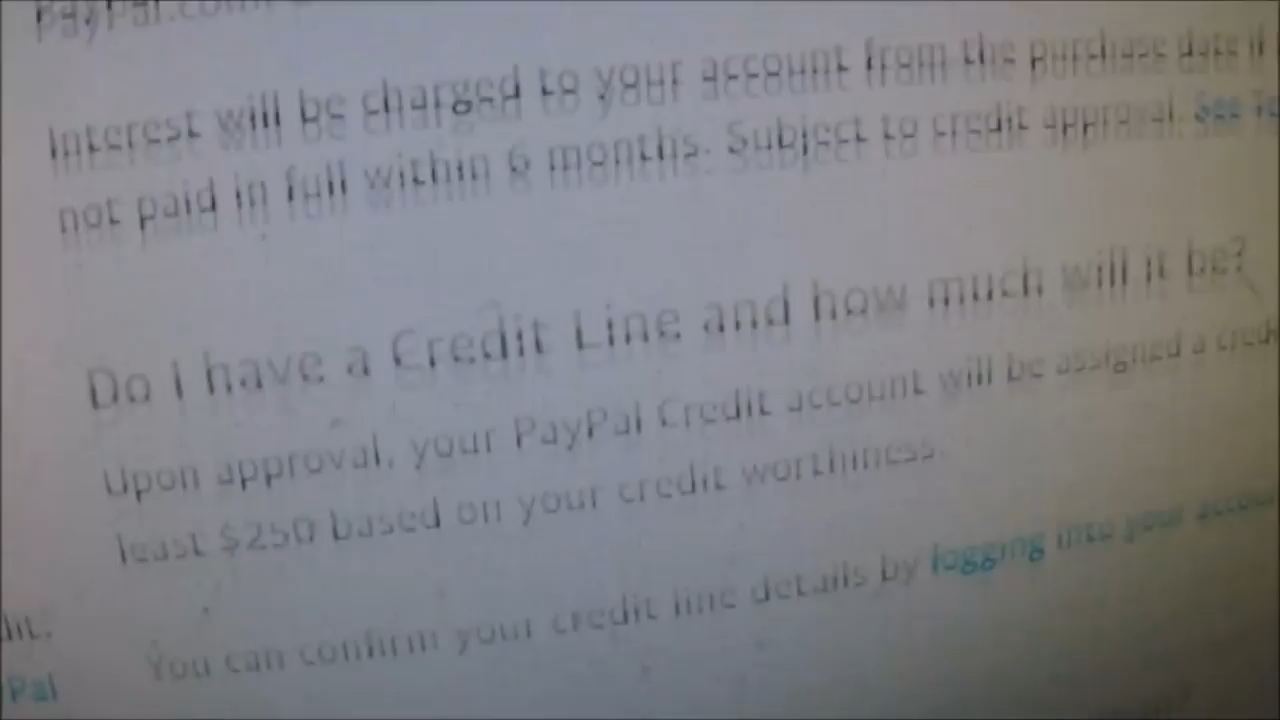 PayPal.com
Interest will be charged to your account from the purchase date if
not paid in full within 6 months. Subject to credit approval. See
Do I have a Credit Line and how much will it be?
Upon approval, your PayPal Credit account will be assigned a
least $250 based on your credit worthiness.
You can confirm your credit line details by logging into your
Pal